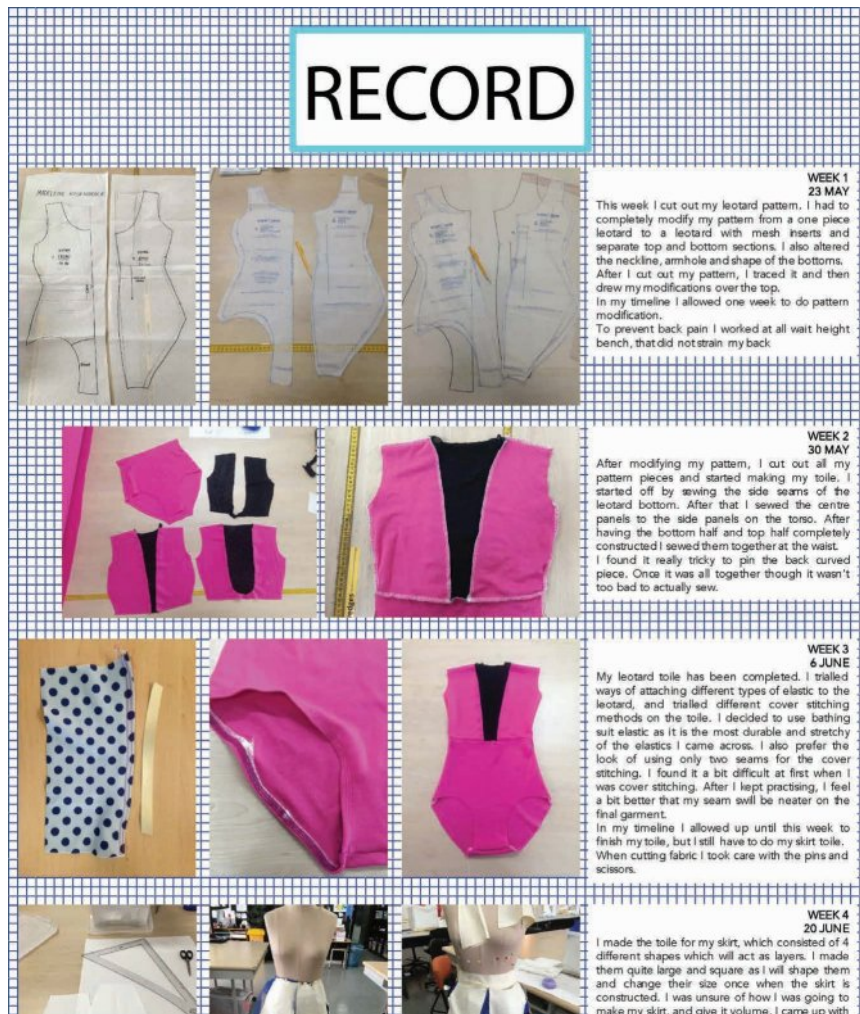 RECORD
WEEK 1
23 MAY
This week I cut out my leotard pattern. I had to
completely modify my pattern from a one piece
leotard to a leotard with mesh inserts and
separate top and bottom sections. I also altered
the neckline, armhole and shape of the bottoms.
After I cut out my pattern, I traced it and then
drew my modifications over the top.
In my timeline I allowed one week to do pattern
modification.
To prevent back pain I worked at all wait height
bench, that did not strain my back
WEEK 2
30 MAY
After modifying my pattern, I cut out all my
pattern pieces and started making my toile. I
started off by sewing the side seams of the
leotard bottom. After that I sewed the centre
panels to the side panels on the torso. After
having the bottom half and top half completely
constructed I sewed them together at the waist.
I found it really tricky to pin the back curved
piece. Once it was all together though it wasn't
too bad to actually sew.
WEEK 3
6 JUNE
My leotard toile has been completed. I trialled
ways of attaching different types of elastic to the
leotard, and trialled different cover stitching
methods on the toile. I decided to use bathing
suit elastic as it is the most durable and stretchy
of the elastics I came across. I also prefer the
look of using only two seams for the cover
stitching. I found it a bit difficult at first when I
was cover stitching. After I kept practising, I feel
a bit better that my seam swill be neater on the
final garment.
In my timeline I allowed up until this week to
finish my toile, but I still have to do my skirt toile.
When cutting fabric I took care with the pins and
scissors.
WEEK 4
20 JUNE
I made the toile for my skirt, which consisted of 4
different shapes which will act as layers. I made
them quite large and square as I will shape them
and change their size once when the skirt is
constructed. I was unsure of how I was going to
make my skirt, and give it volume. I came up with